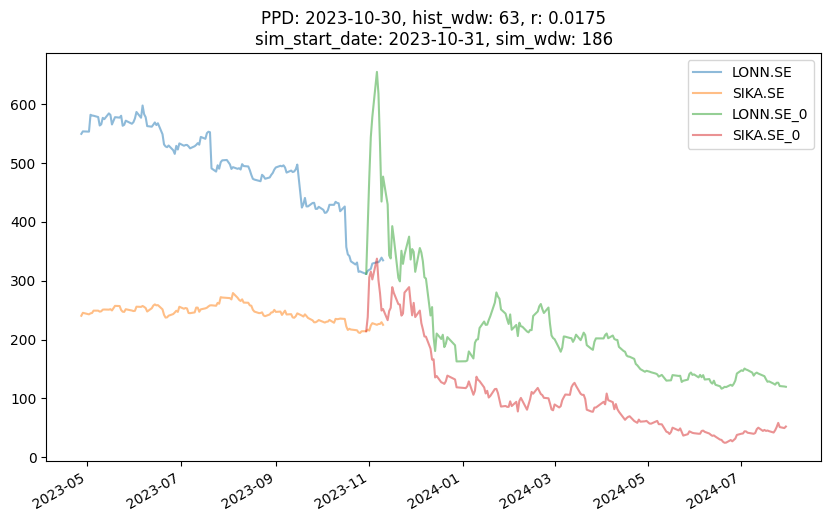 PPD: 2023-10-30, hist_wdw: 63, r: 0.0175
sim_start_date: 2023-10-31, sim_wdw: 186
LONN.SE
SIKA.SE
LONN.SE_0
SIKA.SE_0
600
500
400
300
200
100
0
2023-05
2023-07
2023-09
2023-11
2024-01
2024-03
2024-05
2024-07